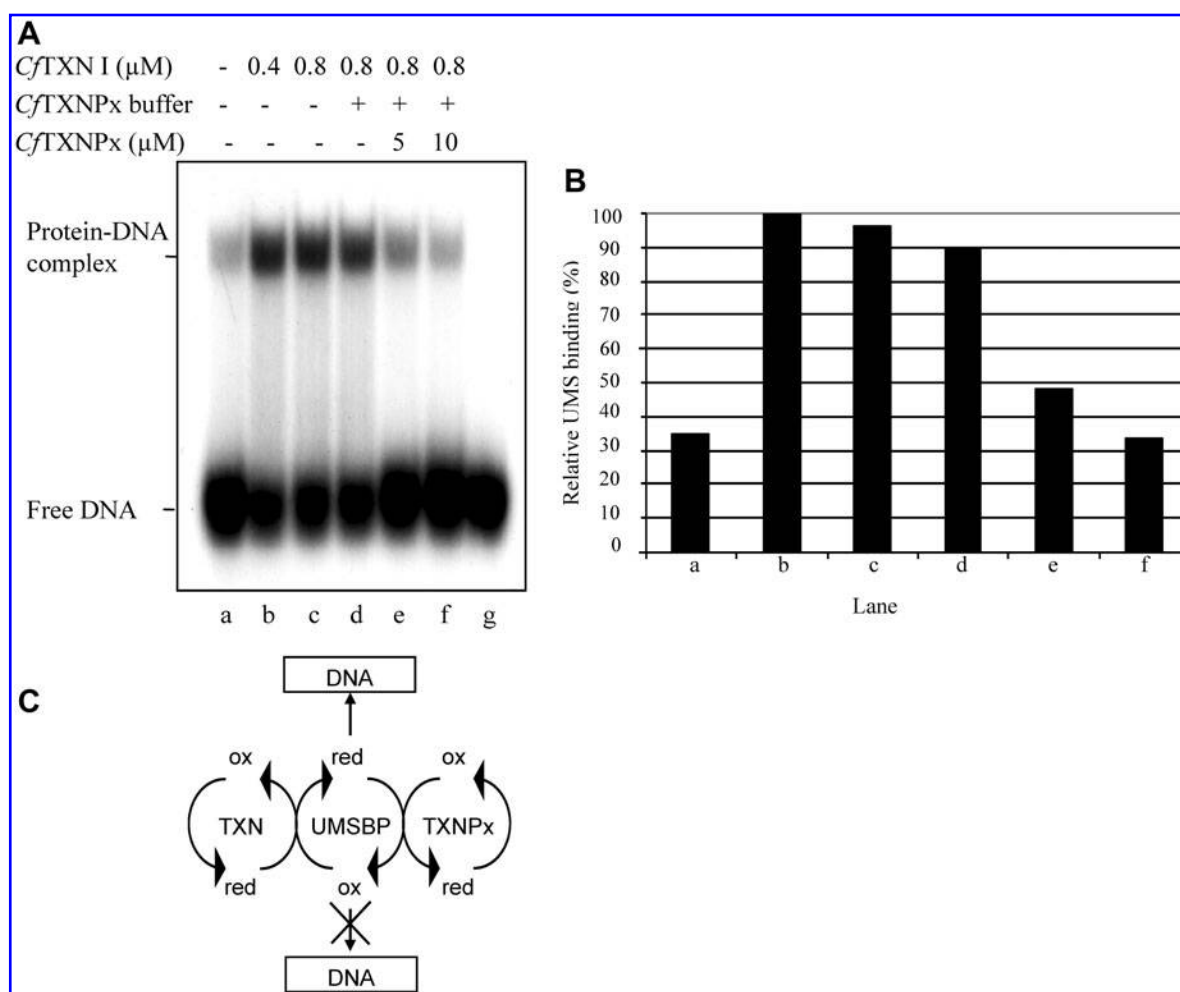 A
CfTXN I (µM) - 0.4 0.8 0.8 0.8 0.8
CfTXNPx buffer - - - + + +
CfTXNPx (µM) - - - - 5 10
Protein-DNA
complex
Free DNA
a b c d e f g
B
Relative UMS binding (%)
100
90
80
70
60
50
40
30
20
10
0
a b c d e f
Lane
C
DNA
ox red ox
TXN UMSBP TXNPx
red ox red
DNA